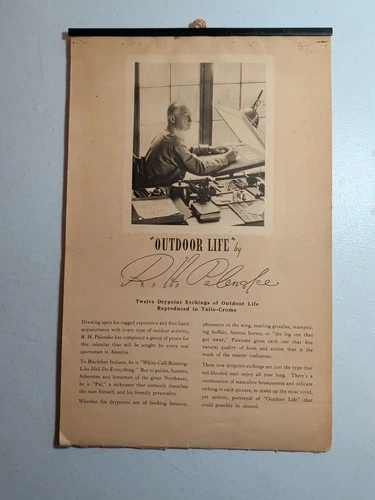 "OUTDOOR LIFE" by
R. H. Palenske
Twelve Drypoint Etchings of Outdoor Life
Reproduced in Tulio-Crome
Drawing upon his rugged experience and first-hand
acquaintance with every type of outdoor activity,
R. H. Palenske has completed a group of prints for
this calendar that will be sought by every real
sportsman in America.
To Blackfeet Indians, he is "White-Calf-Running-
Like-Hell-Do-Everything." But to guides, hunters,
fishermen and horsemen of the great Northwest,
he is "Pal," a nickname that certainly describes
the man himself, and his friendly personality.
Whether his drypoints are of bucking broncos,
pheasants on the wing, snarling grizzlies, stamped-
ing buffalo, famous horses, or "the big one that
got away," Palenske gives each one that fine
natural quality of form and action that is the
mark of the master craftsman.
These new drypoint etchings are just the type that
red-blooded men enjoy all year long. There's a
combination of masculine brusqueness and delicate
etching in each picture, to make up the most vivid,
yet artistic, portrayal of "Outdoor Life" that
could possibly be desired.